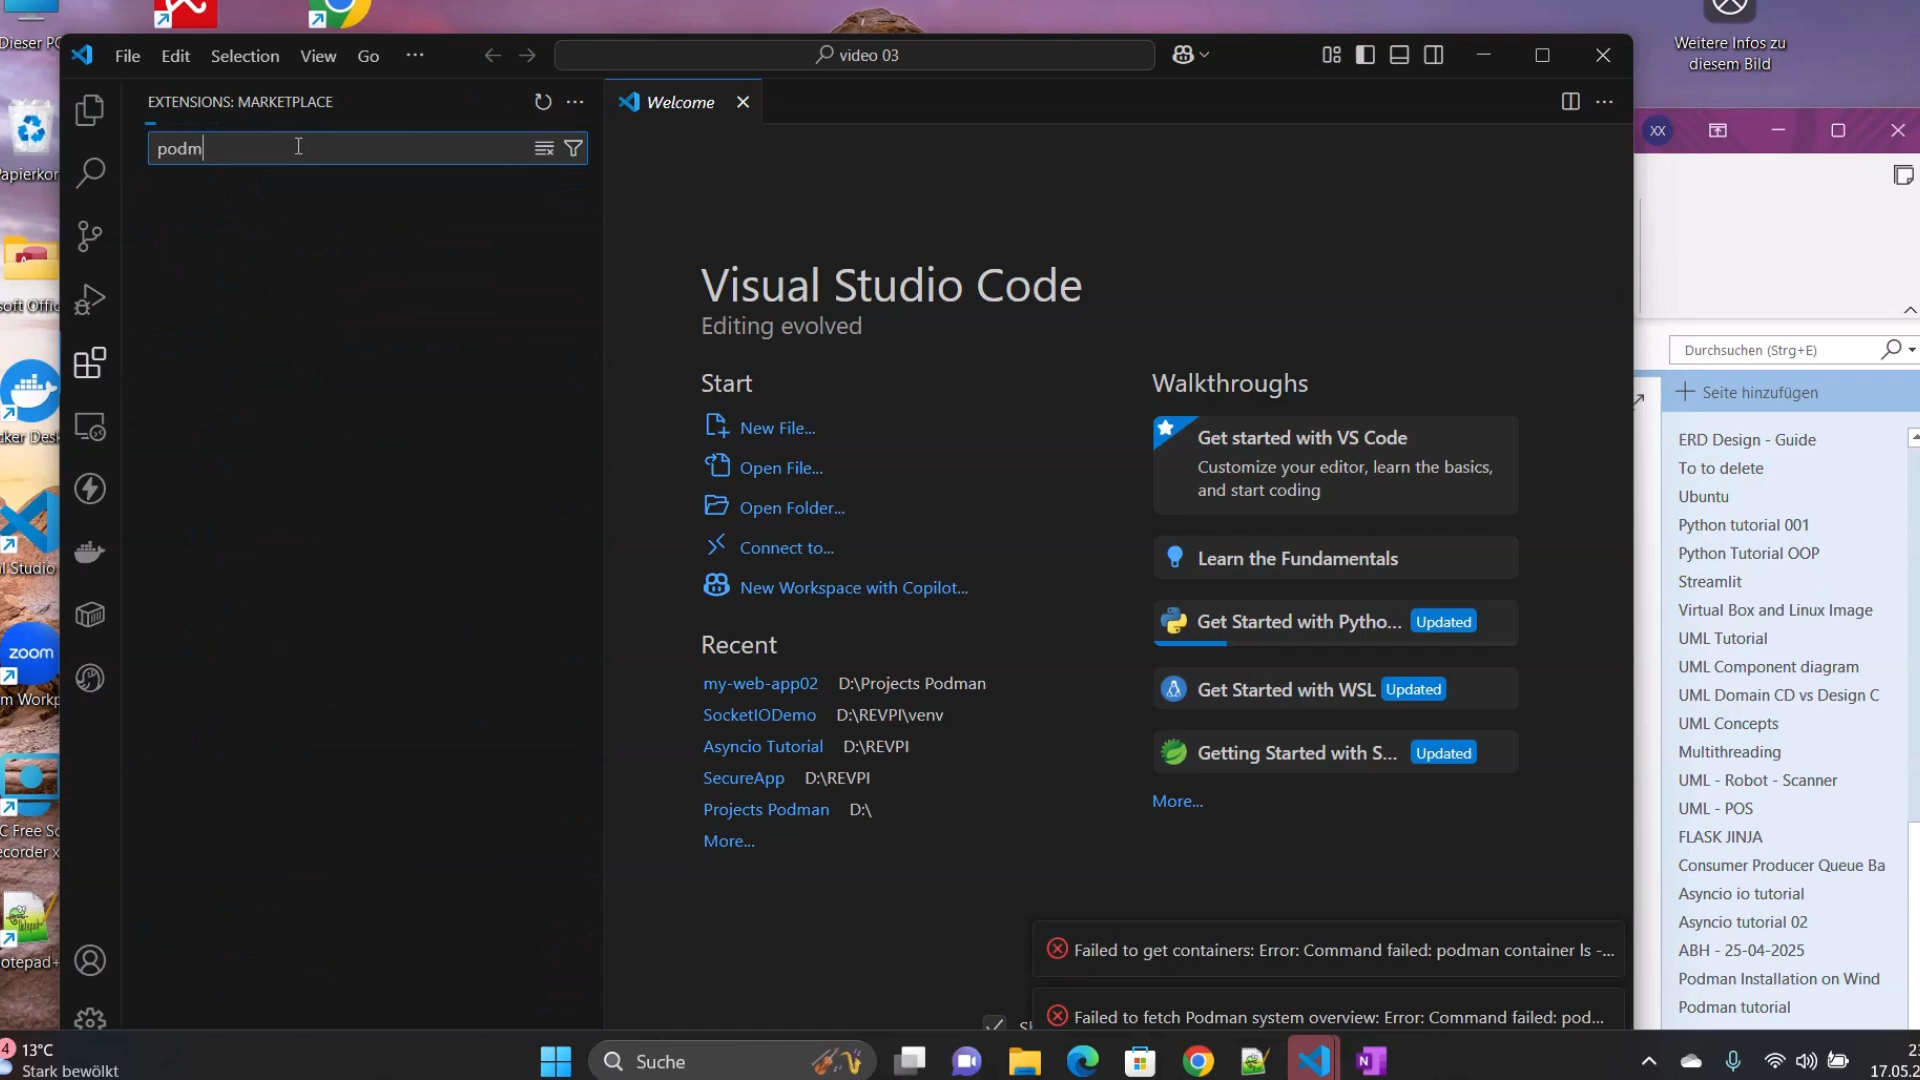 Dieser PC
Weitere Infos zu
diesem Bild
File Edit Selection View Go
video 03
EXTENSIONS: MARKETPLACE
Welcome
XX
podm
Papierkor
Visual Studio Code
Editing evolved
soft Offic
Durchsuchen (Strg+E)
Start
Walkthroughs
Seite hinzufügen
New File...
Get started with VS Code
Customize your editor, learn the basics,
and start coding
ERD Design - Guide
Open File...
To to delete
Ubuntu
Open Folder...
cker Desk
Python tutorial 001
Connect to...
Learn the Fundamentals
Python Tutorial OOP
al Studio
Streamlit
New Workspace with Copilot...
Virtual Box and Linux Image
Get Started with Pytho... Updated
UML Tutorial
Recent
zoom
UML Component diagram
my-web-app02 D:\Projects Podman
Get Started with WSL Updated
m Workp
UML Domain CD vs Design C
SocketIODemo D:\REVPI\venv
UML Concepts
Asyncio Tutorial D:\REVPI
Getting Started with S... Updated
Multithreading
SecureApp D:\REVPI
UML - Robot - Scanner
Projects Podman D:\
More...
UML - POS
More...
C Free Sc
ecorder x
FLASK JINJA
Consumer Producer Queue Ba
Asyncio io tutorial
Asyncio tutorial 02
Failed to get containers: Error: Command failed: podman container ls -...
ABH - 25-04-2025
otepad+
Podman Installation on Wind
Failed to fetch Podman system overview: Error: Command failed: pod...
Podman tutorial
4
13°C
Stark bewölkt
Suche
23
17.05.2